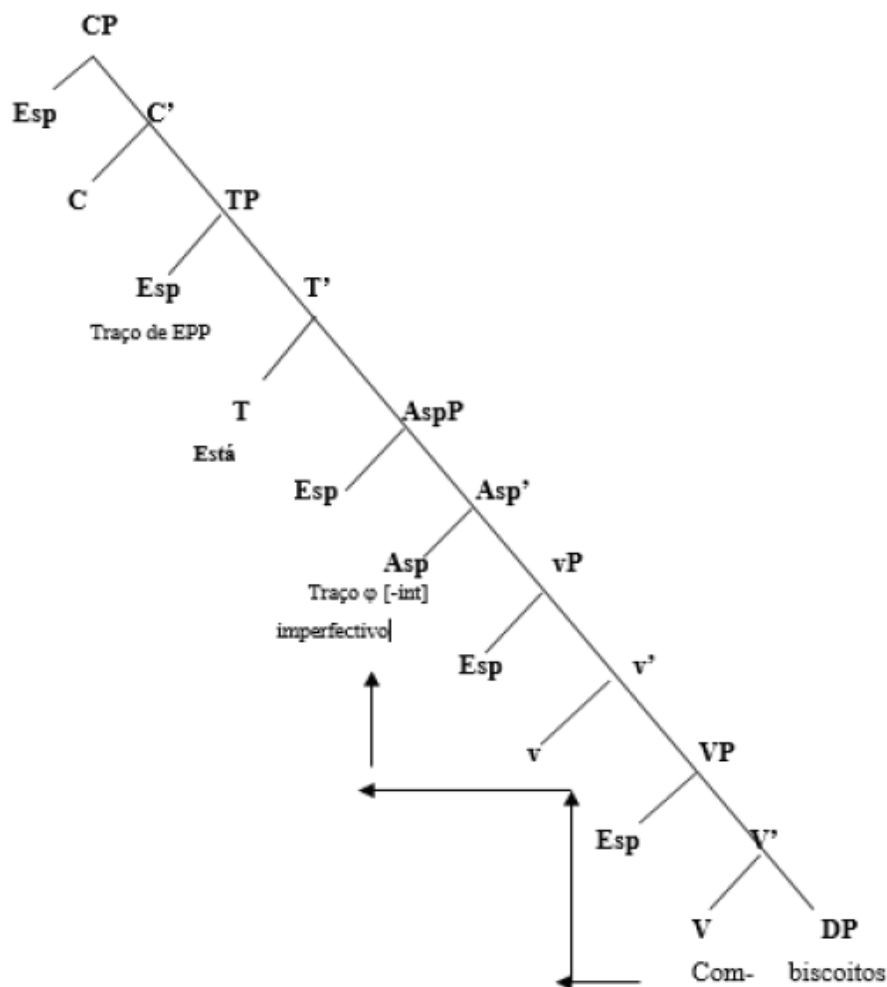 CP
Esp C’
C TP
Esp T’
Traço de EPP
T AspP
Está
Esp Asp’
Asp vP
Traço φ [-int]
imperfectivo
Esp v’
v VP
Esp V’
V DP
Com- biscoitos